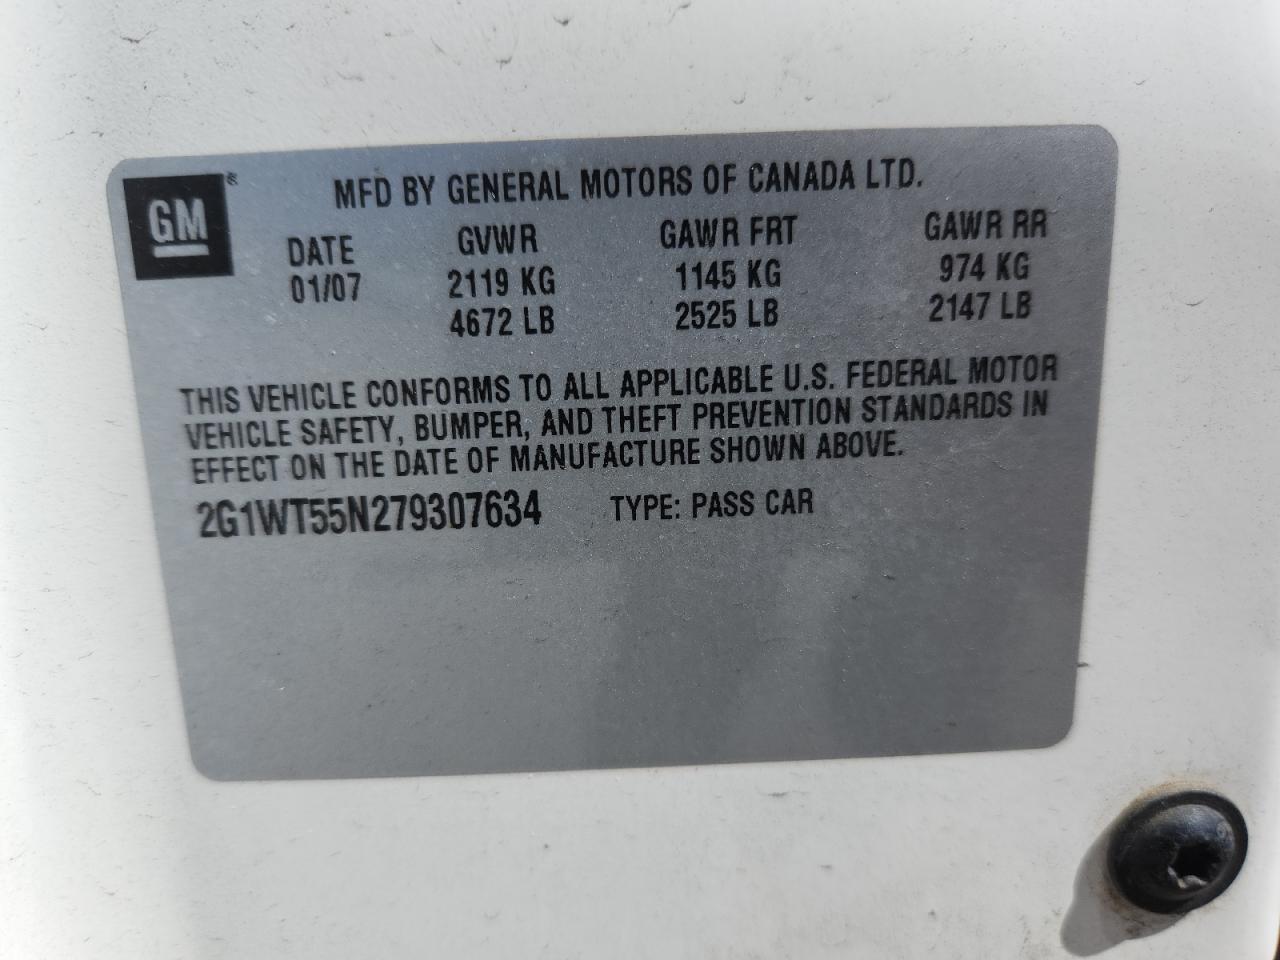 GM®
MFD BY GENERAL MOTORS OF CANADA LTD.
DATE GVWR GAWR FRT GAWR RR
01/07 2119 KG 1145 KG 974 KG
4672 LB 2525 LB 2147 LB
THIS VEHICLE CONFORMS TO ALL APPLICABLE U.S. FEDERAL MOTOR
VEHICLE SAFETY, BUMPER, AND THEFT PREVENTION STANDARDS IN
EFFECT ON THE DATE OF MANUFACTURE SHOWN ABOVE.
2G1WT55N279307634 TYPE: PASS CAR